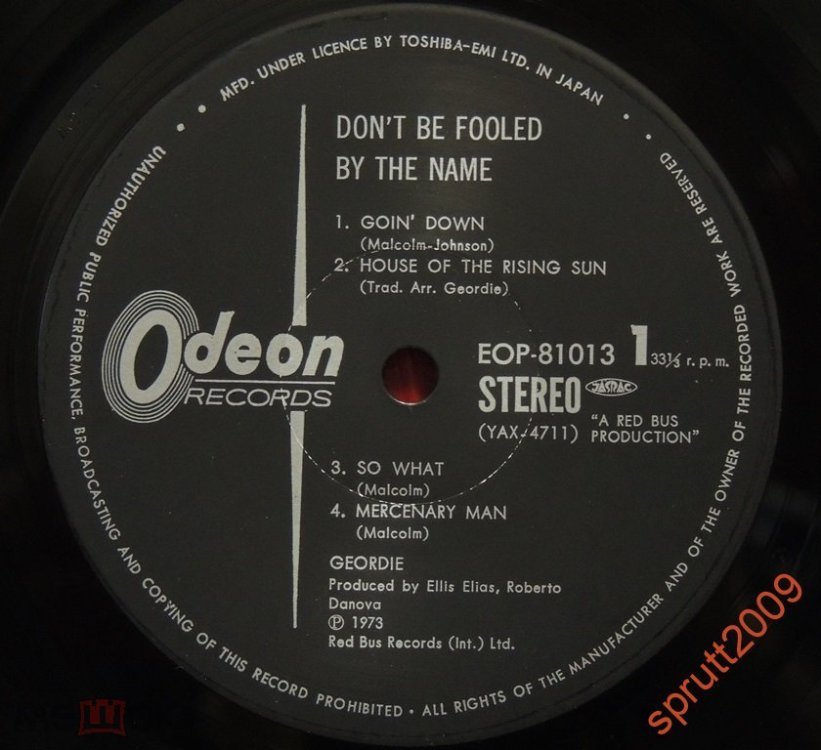 MFD. UNDER LICENCE BY TOSHIBA-EMI LTD. IN JAPAN
DON'T BE FOOLED
BY THE NAME
1. GOIN' DOWN
(Malcolm-Johnson)
2. HOUSE OF THE RISING SUN
(Trad. Arr. Geordie)
Odeon
RECORDS
EOP-81013 1 33⅓ r.p.m.
STEREO JASRAC
(YAX-4711) "A RED BUS
PRODUCTION"
3. SO WHAT
(Malcolm)
4. MERCENARY MAN
(Malcolm)
GEORDIE
Produced by Ellis Elias, Roberto
Danova
Ⓟ 1973
Red Bus Records (Int.) Ltd.
UNAUTHORIZED PUBLIC PERFORMANCE, BROADCASTING AND COPYING OF THIS RECORD PROHIBITED • ALL RIGHTS OF THE MANUFACTURER AND OF THE OWNER OF THE RECORDED WORK ARE RESERVED
sprutt2009